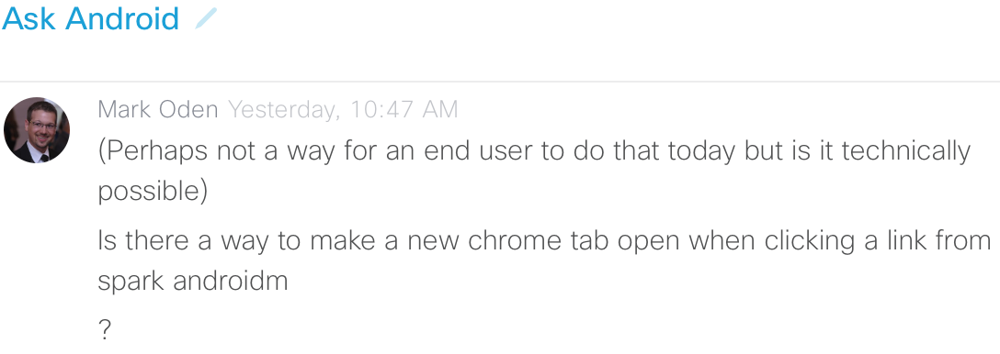 Ask Android
Mark Oden Yesterday, 10:47 AM
(Perhaps not a way for an end user to do that today but is it technically
possible)
Is there a way to make a new chrome tab open when clicking a link from
spark androidm
?